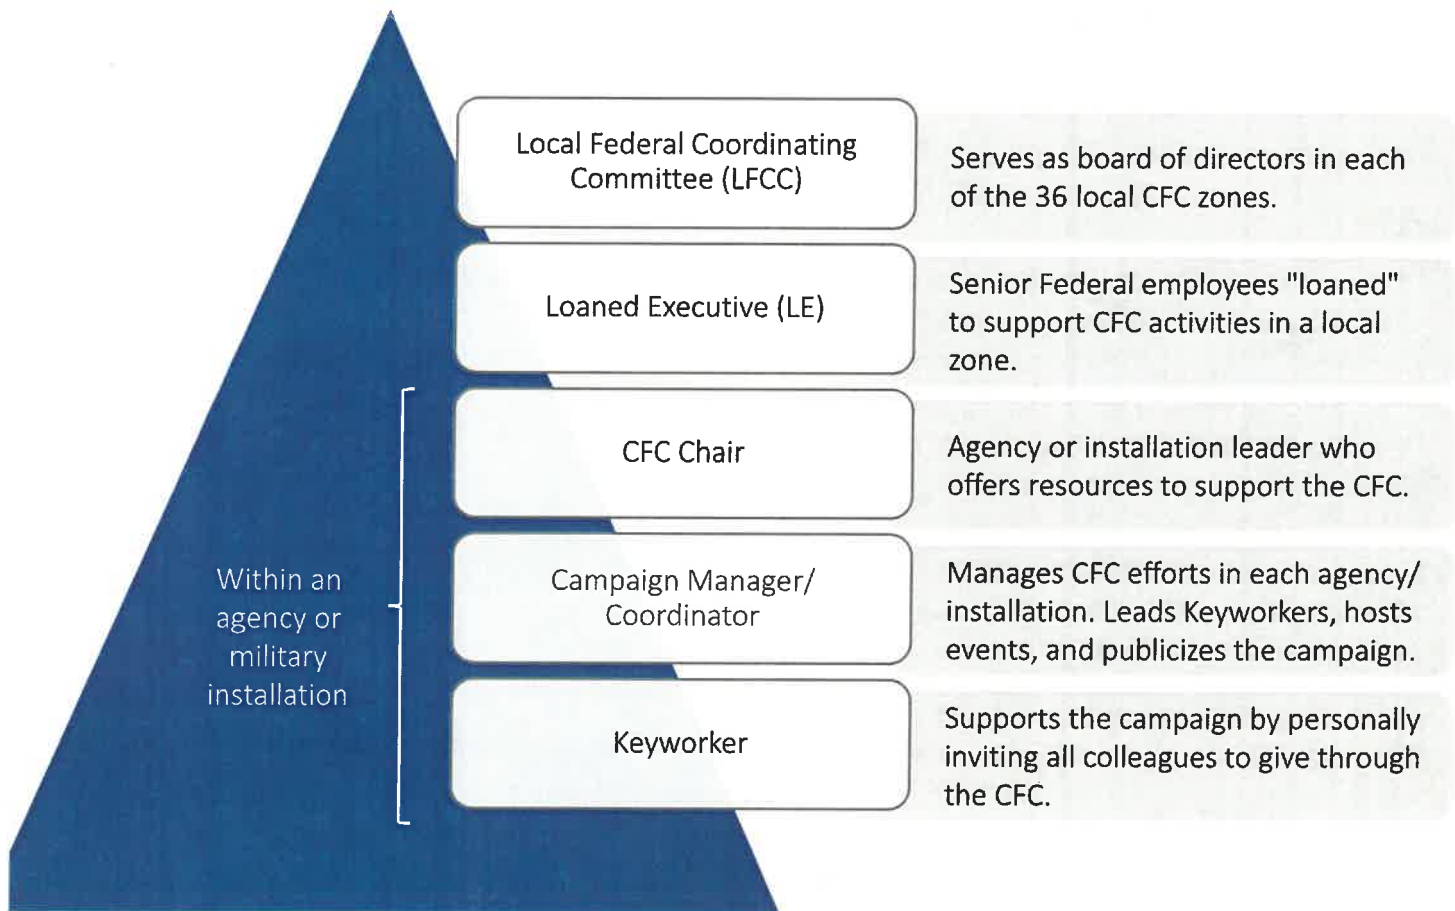 Local Federal Coordinating
Committee (LFCC)
Serves as board of directors in each
of the 36 local CFC zones.
Loaned Executive (LE)
Senior Federal employees "loaned"
to support CFC activities in a local
zone.
CFC Chair
Agency or installation leader who
offers resources to support the CFC.
Within an
agency or
military
installation
Campaign Manager/
Coordinator
Manages CFC efforts in each agency/
installation. Leads Keyworkers, hosts
events, and publicizes the campaign.
Keyworker
Supports the campaign by personally
inviting all colleagues to give through
the CFC.